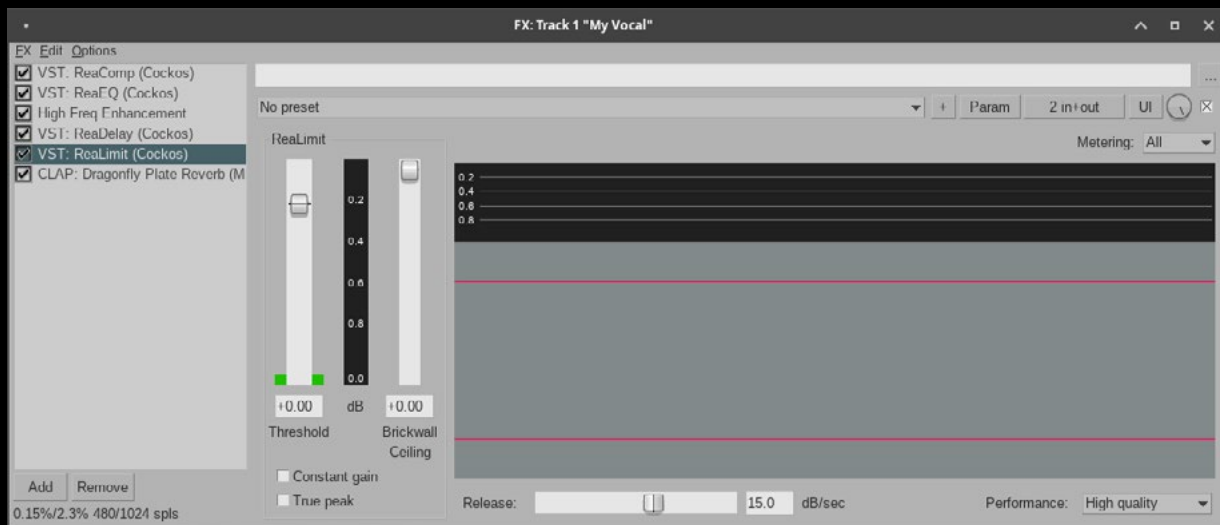 FX: Track 1 "My Vocal"
FX Edit Options
VST: ReaComp (Cockos)
VST: ReaEQ (Cockos)
High Freq Enhancement
VST: ReaDelay (Cockos)
VST: ReaLimit (Cockos)
CLAP: Dragonfly Plate Reverb (M
Add Remove
0.15%/2.3% 480/1024 spls
...
No preset + Param 2 in+out UI
ReaLimit
0.2
0.4
0.6
0.8
0.0
+0.00 dB +0.00
Threshold Brickwall
Ceiling
Constant gain
True peak
Metering: All
0.2
0.4
0.6
0.8
Release: 15.0 dB/sec Performance: High quality